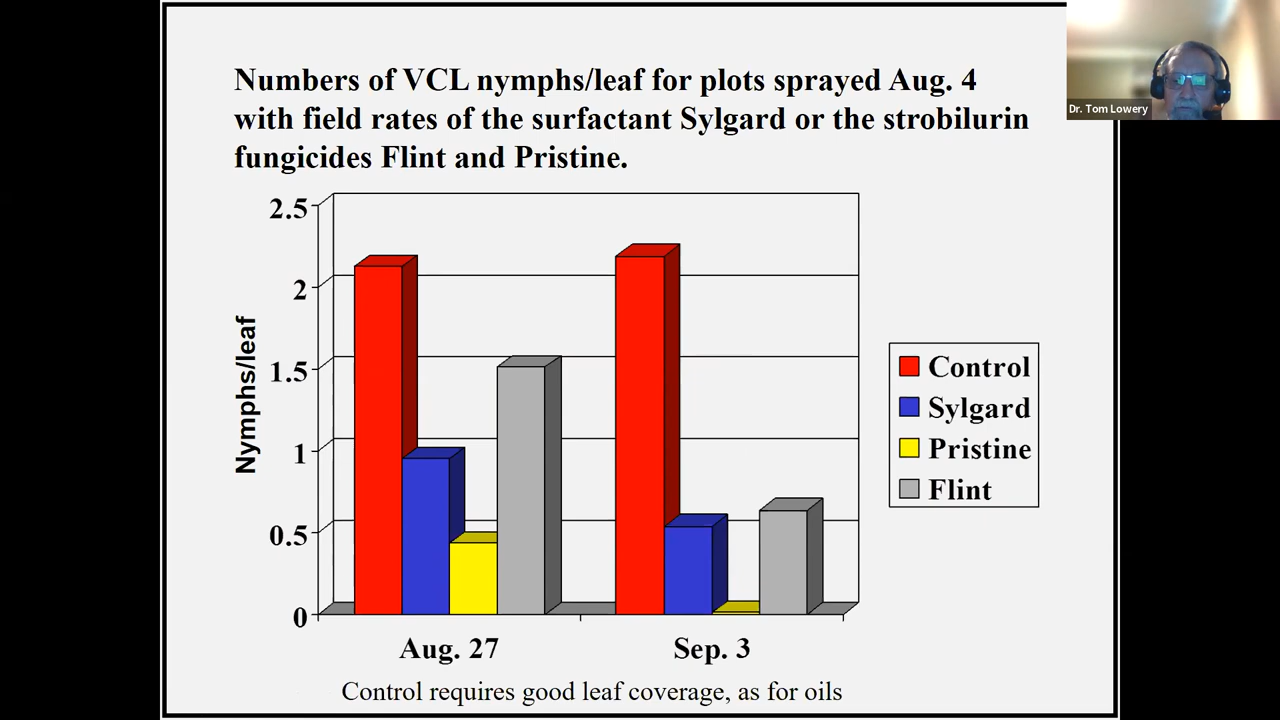 Numbers of VCL nymphs/leaf for plots sprayed Aug. 4
with field rates of the surfactant Sylgard or the strobilurin
fungicides Flint and Pristine.
Dr. Tom Lowery
2.5
2
1.5
1
0.5
0
Nymphs/leaf
Aug. 27
Sep. 3
Control
Sylgard
Pristine
Flint
Control requires good leaf coverage, as for oils